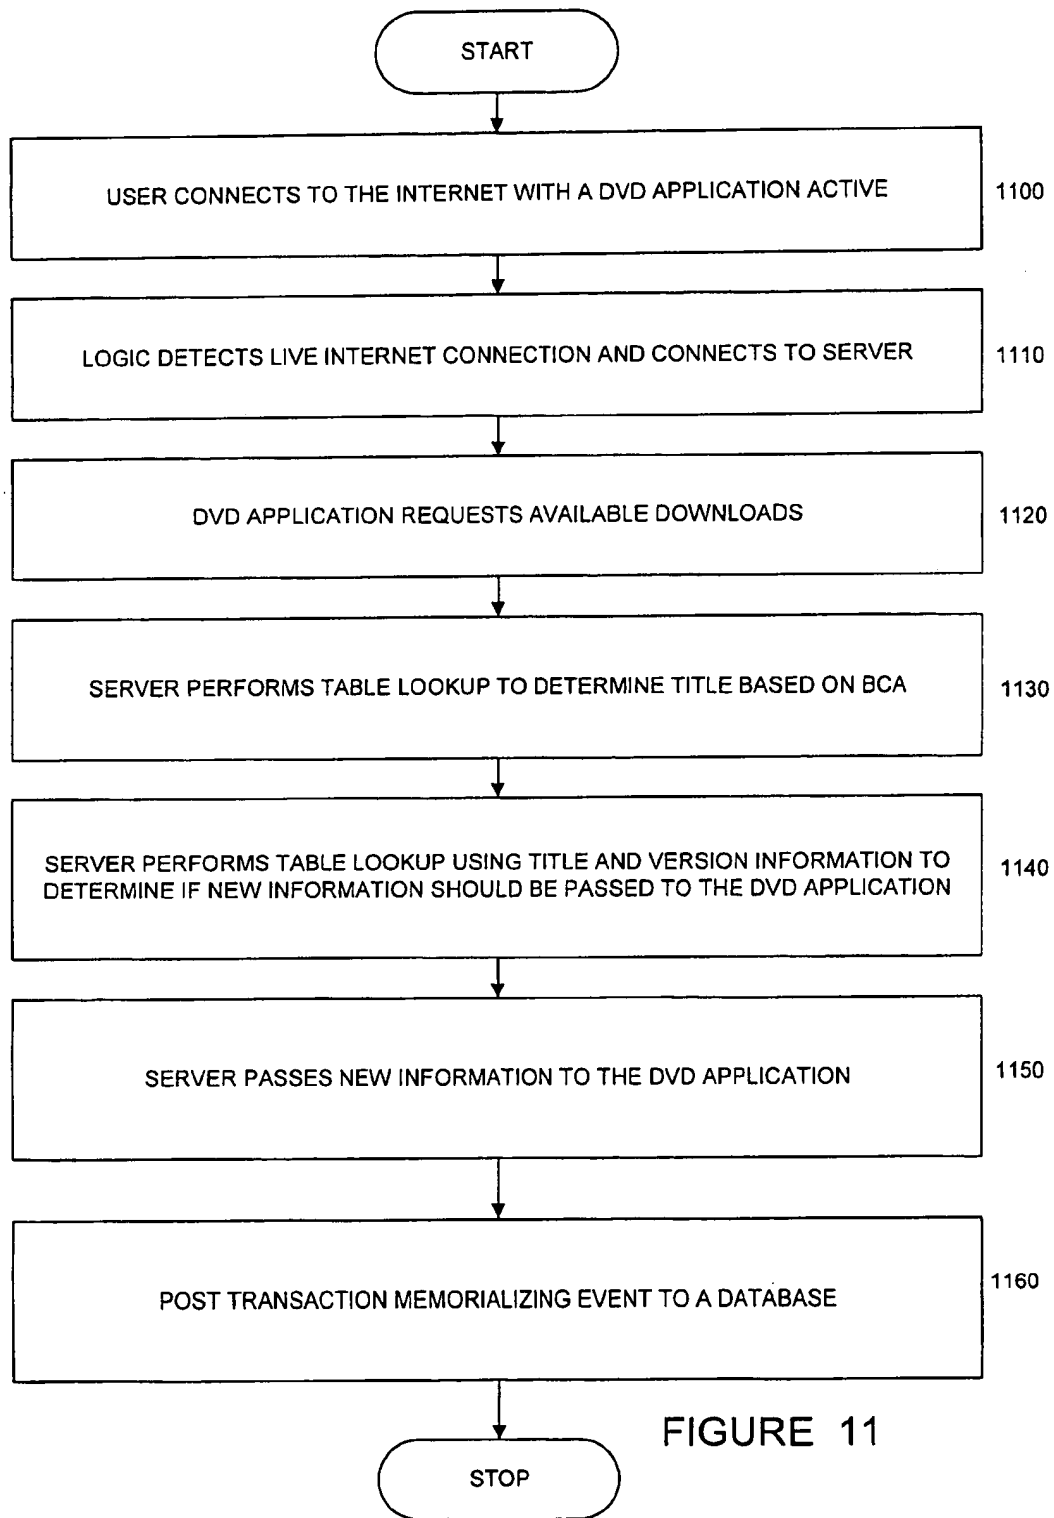 START
USER CONNECTS TO THE INTERNET WITH A DVD APPLICATION ACTIVE
1100
LOGIC DETECTS LIVE INTERNET CONNECTION AND CONNECTS TO SERVER
1110
DVD APPLICATION REQUESTS AVAILABLE DOWNLOADS
1120
SERVER PERFORMS TABLE LOOKUP TO DETERMINE TITLE BASED ON BCA
1130
SERVER PERFORMS TABLE LOOKUP USING TITLE AND VERSION INFORMATION TO
DETERMINE IF NEW INFORMATION SHOULD BE PASSED TO THE DVD APPLICATION
1140
SERVER PASSES NEW INFORMATION TO THE DVD APPLICATION
1150
POST TRANSACTION MEMORIALIZING EVENT TO A DATABASE
1160
FIGURE 11
STOP